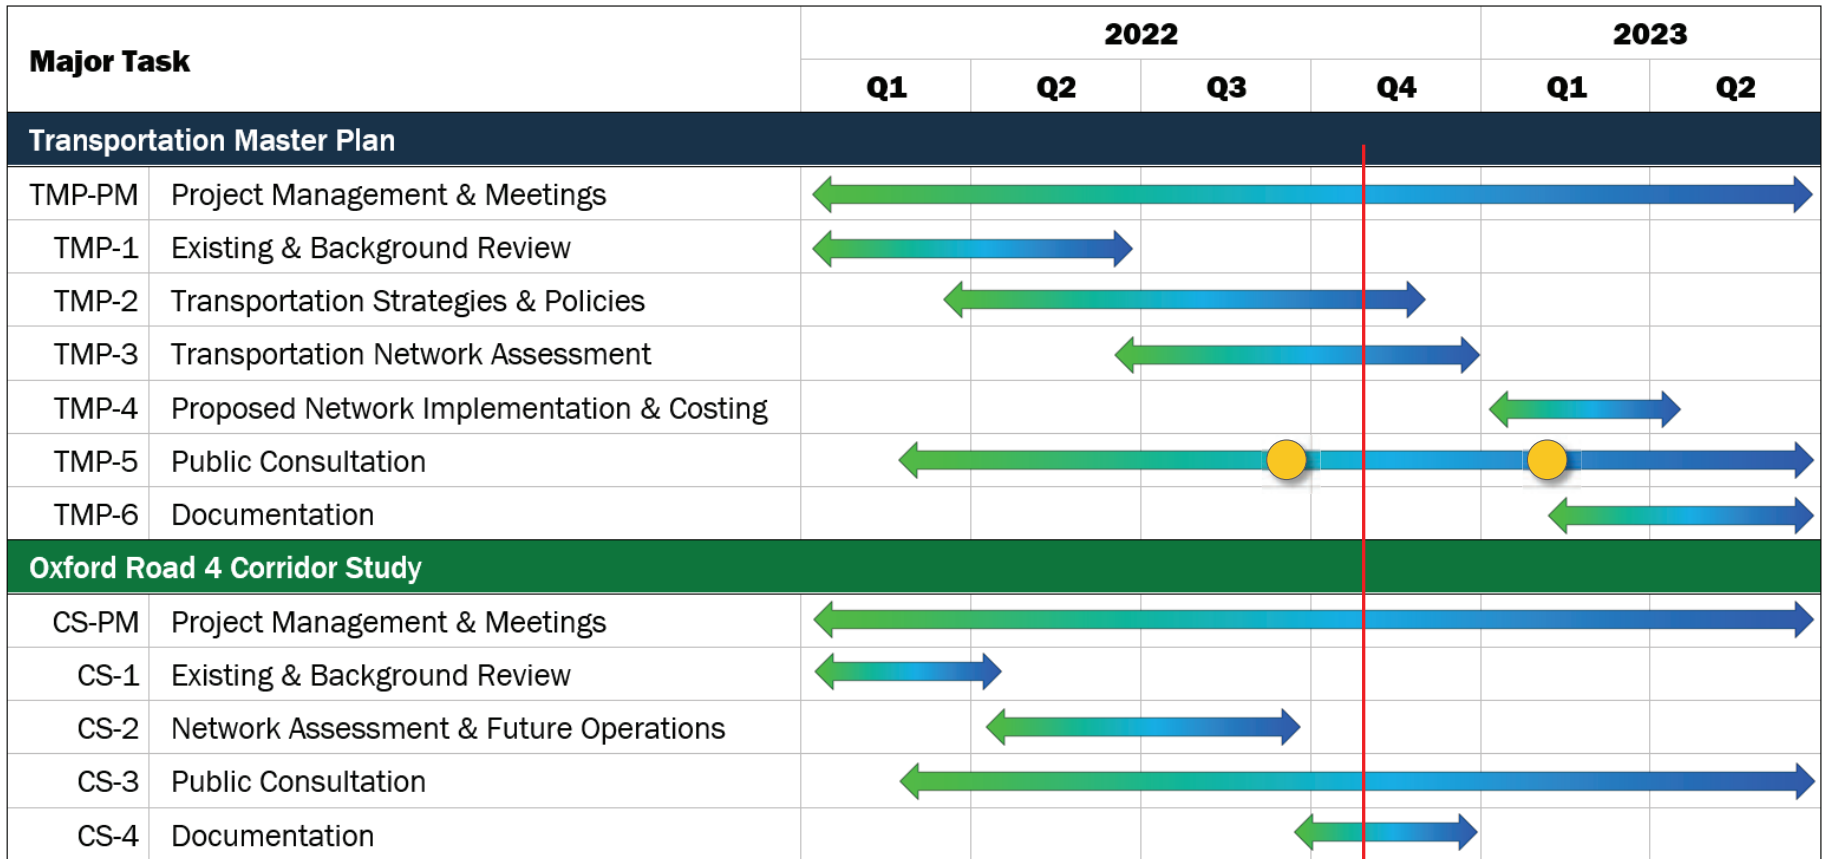 Major Task
2022 2023
Q1 Q2 Q3 Q4 Q1 Q2
Transportation Master Plan
TMP-PM Project Management & Meetings
TMP-1 Existing & Background Review
TMP-2 Transportation Strategies & Policies
TMP-3 Transportation Network Assessment
TMP-4 Proposed Network Implementation & Costing
TMP-5 Public Consultation
TMP-6 Documentation
Oxford Road 4 Corridor Study
CS-PM Project Management & Meetings
CS-1 Existing & Background Review
CS-2 Network Assessment & Future Operations
CS-3 Public Consultation
CS-4 Documentation